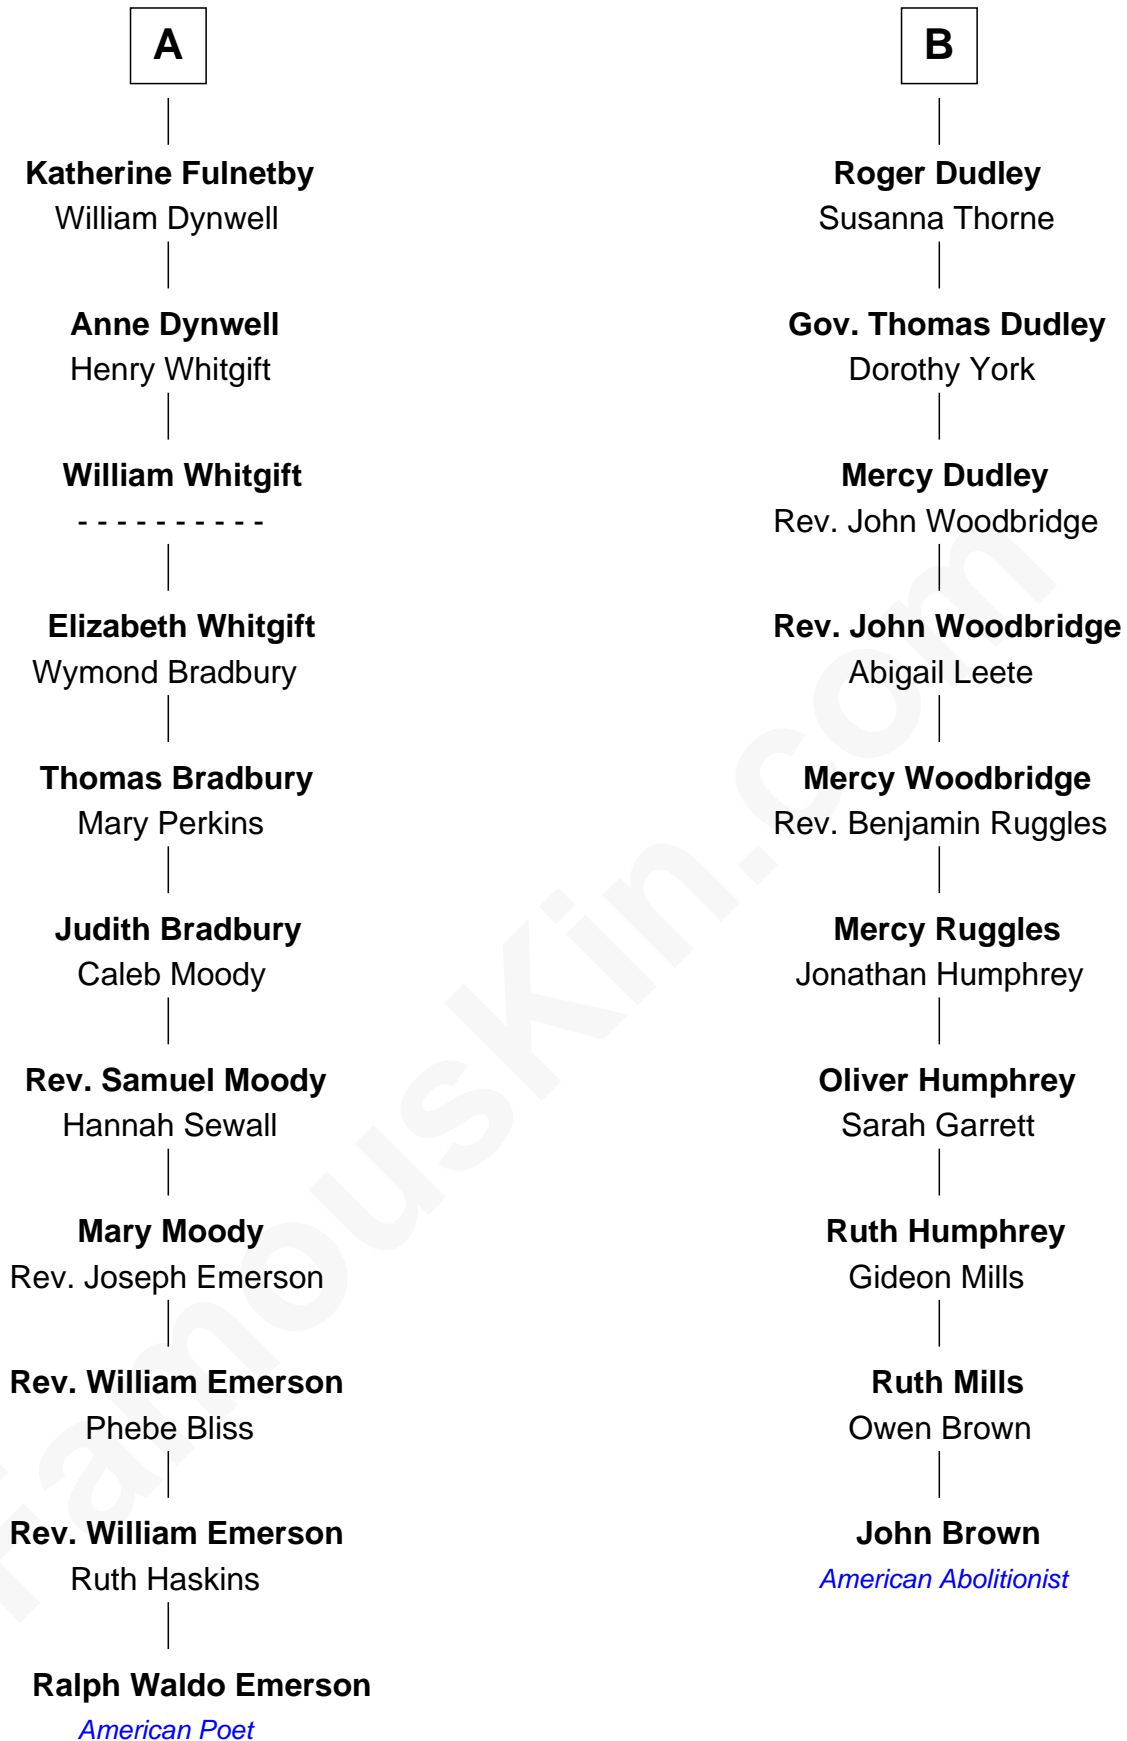 A
Katherine Fulnetby
William Dynwell
Anne Dynwell
Henry Whitgift
William Whitgift
- - - - - - - - - -
Elizabeth Whitgift
Wymond Bradbury
Thomas Bradbury
Mary Perkins
Judith Bradbury
Caleb Moody
Rev. Samuel Moody
Hannah Sewall
Mary Moody
Rev. Joseph Emerson
Rev. William Emerson
Phebe Bliss
Rev. William Emerson
Ruth Haskins
Ralph Waldo Emerson
American Poet
B
Roger Dudley
Susanna Thorne
Gov. Thomas Dudley
Dorothy York
Mercy Dudley
Rev. John Woodbridge
Rev. John Woodbridge
Abigail Leete
Mercy Woodbridge
Rev. Benjamin Ruggles
Mercy Ruggles
Jonathan Humphrey
Oliver Humphrey
Sarah Garrett
Ruth Humphrey
Gideon Mills
Ruth Mills
Owen Brown
John Brown
American Abolitionist
FamousKin.com